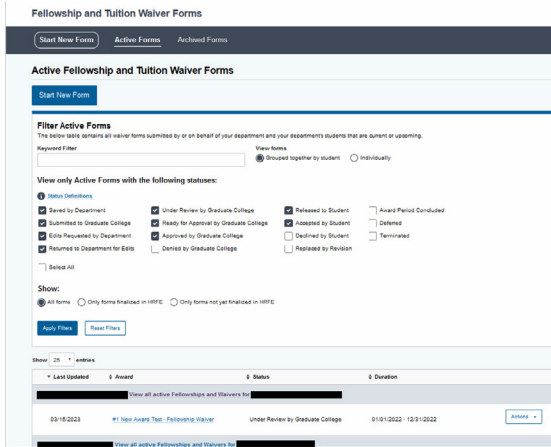 Fellowship and Tuition Waiver Forms
Start New Form Active Forms Archived Forms
Active Fellowship and Tuition Waiver Forms
Start New Form
Filter Active Forms
The below table contains all waiver forms submitted by or on behalf of your department and your department's students that are current or upcoming.
Keyword Filter View forms
Grouped together by student Individually
View only Active Forms with the following statuses:
Status Definitions
Saved by Department Under Review by Graduate College Released to Student Award Period Concluded
Submitted to Graduate College Ready for Approval by Graduate College Accepted by Student Deferred
Edits Requested by Department Approved by Graduate College Declined by Student Terminated
Returned to Department for Edits Denied by Graduate College Replaced by Revision
Select All
Show:
All forms Only forms finalized in HRFE Only forms not yet finalized in HRFE
Apply Filters Reset Filters
Show 25 entries
Last Updated Award Status Duration
View all active Fellowships and Waivers for
03/15/2023 #1 New Award Test - Fellowship Waiver Under Review by Graduate College 01/01/2022 - 12/31/2022 Actions
View all active Fellowships and Waivers for